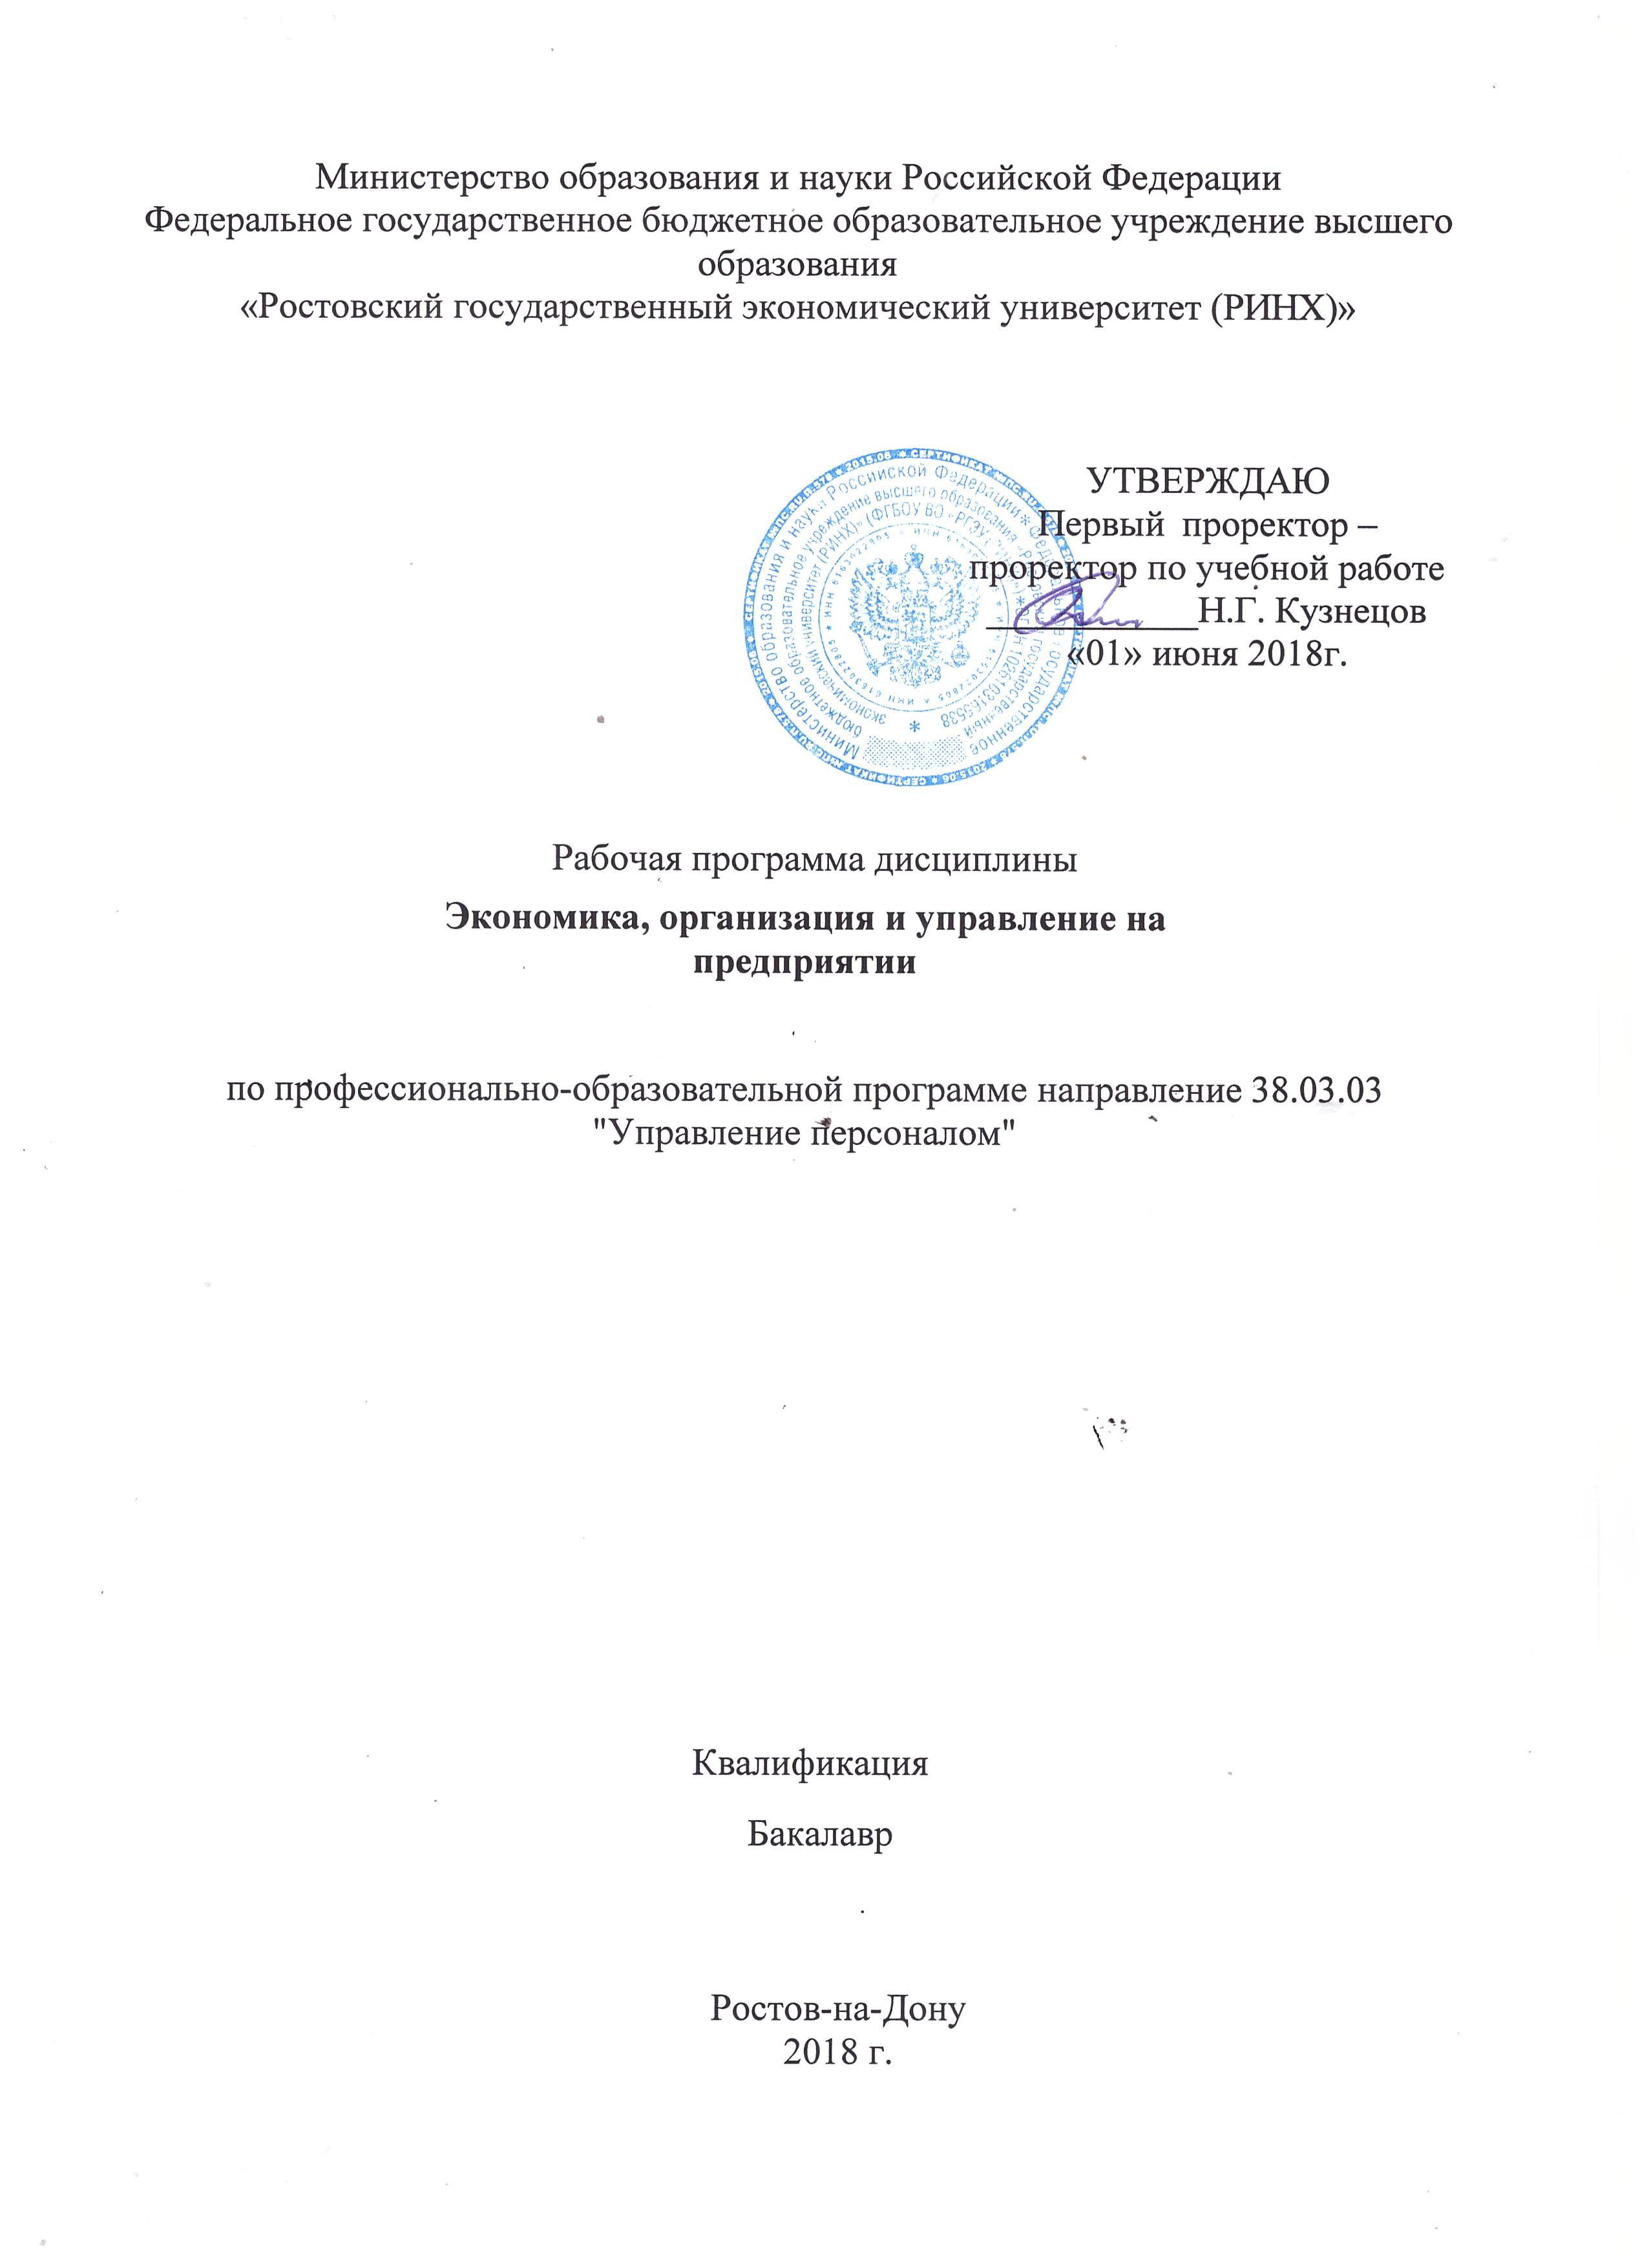 Министерство образования и науки Российской Федерации
Федеральное государственное бюджетное образовательное учреждение высшего
образования
«Ростовский государственный экономический университет (РИНХ)»
УТВЕРЖДАЮ
Первый проректор –
проректор по учебной работе
______________Н.Г. Кузнецов
«01» июня 2018г.
Рабочая программа дисциплины
Экономика, организация и управление на
предприятии
по профессионально-образовательной программе направление 38.03.03
"Управление персоналом"
Квалификация
Бакалавр
Ростов-на-Дону
2018 г.